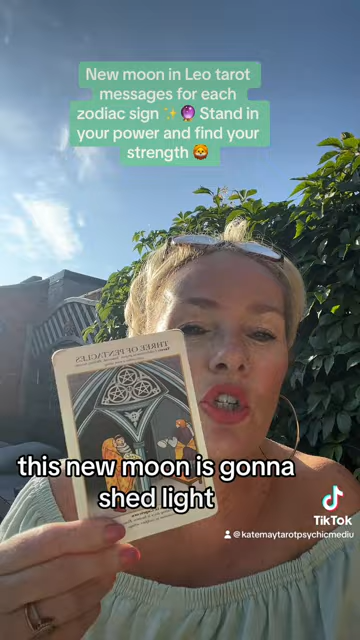 New moon in Leo tarot
messages for each
zodiac sign ✨🔮 Stand in
your power and find your
strength 🦁
THREE OF PENTACLES
this new moon is gonna
shed light
TikTok
@katemaytarotpsychicmediu